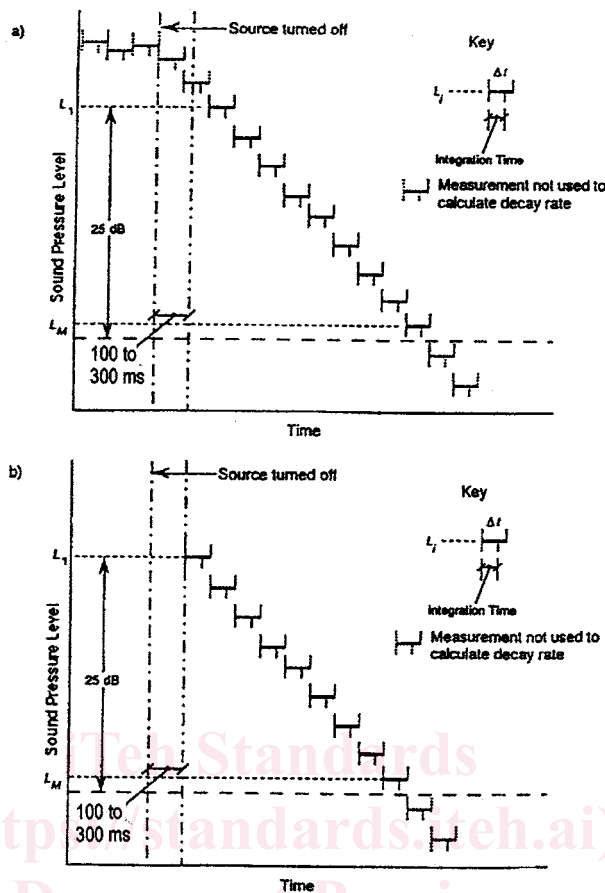 a)
Source turned off
Key
Δt
L₁
Lᵢ
Integration Time
Measurement not used to
calculate decay rate
Sound Pressure Level
25 dB
L_M
100 to
300 ms
Time
b)
Source turned off
Key
Δt
L₁
Lᵢ
Integration Time
Measurement not used to
calculate decay rate
Sound Pressure Level
25 dB
iTeh Standards
L_M
100 to
300 ms
tps://standards.iteh.ai)
Time